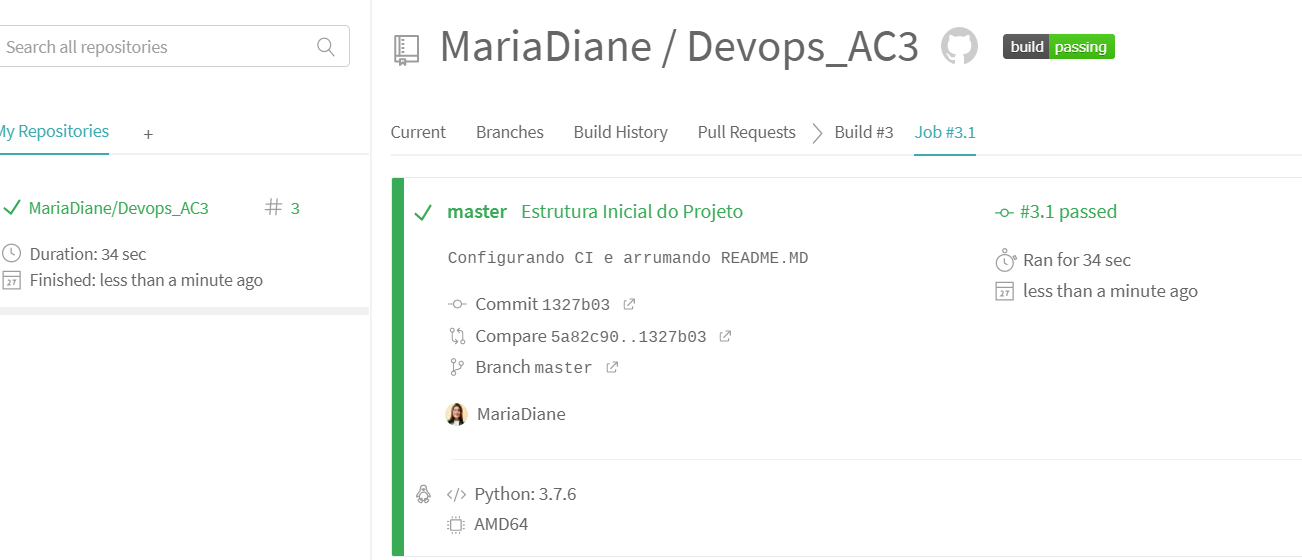 Search all repositories
My Repositories +
MariaDiane/Devops_AC3 # 3
Duration: 34 sec
27 Finished: less than a minute ago
MariaDiane / Devops_AC3 build passing
Current Branches Build History Pull Requests Build #3 Job #3.1
master Estrutura Inicial do Projeto
Configurando CI e arrumando README.MD
Commit 1327b03
Compare 5a82c90..1327b03
Branch master
MariaDiane
#3.1 passed
Ran for 34 sec
27 less than a minute ago
</> Python: 3.7.6
AMD64